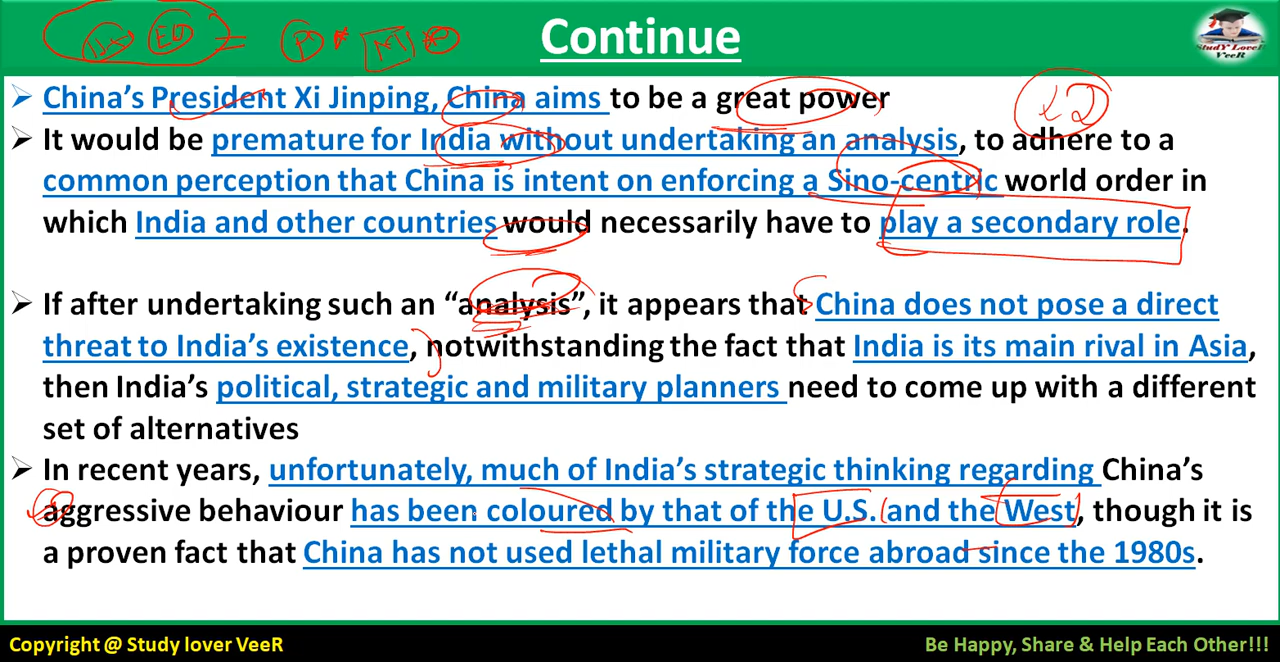 Continue
StudY LoveR
VeeR
➢ China's President Xi Jinping, China aims to be a great power
➢ It would be premature for India without undertaking an analysis, to adhere to a
common perception that China is intent on enforcing a Sino-centric world order in
which India and other countries would necessarily have to play a secondary role.
➢ If after undertaking such an “analysis”, it appears that China does not pose a direct
threat to India's existence, notwithstanding the fact that India is its main rival in Asia,
then India's political, strategic and military planners need to come up with a different
set of alternatives
➢ In recent years, unfortunately, much of India's strategic thinking regarding China's
aggressive behaviour has been coloured by that of the U.S. and the West, though it is
a proven fact that China has not used lethal military force abroad since the 1980s.
Copyright @ Study lover VeeR
Be Happy, Share & Help Each Other!!!